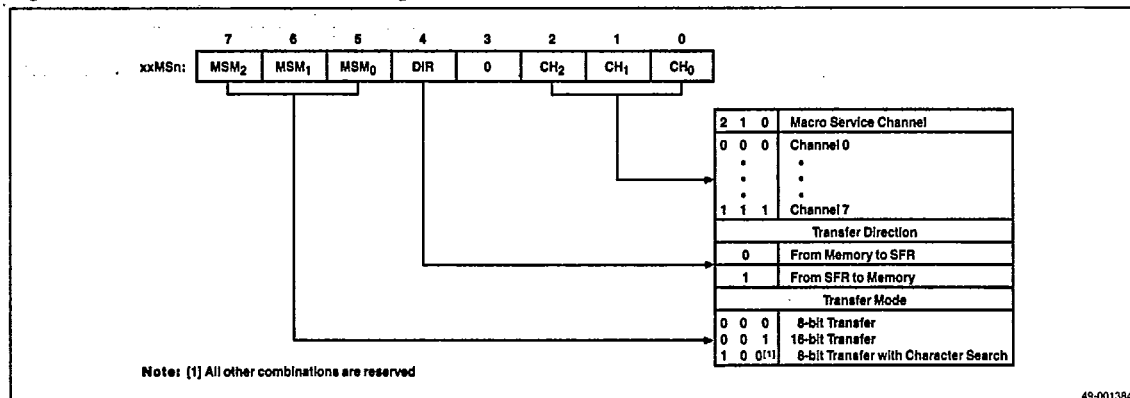 7 6 5 4 3 2 1 0
xxMSn: MSM₂ MSM₁ MSM₀ DIR 0 CH₂ CH₁ CH₀
2 1 0 Macro Service Channel
0 0 0 Channel 0
• •
• •
• •
1 1 1 Channel 7
Transfer Direction
0 From Memory to SFR
1 From SFR to Memory
Transfer Mode
0 0 0 8-bit Transfer
0 0 1 16-bit Transfer
1 0 0[1] 8-bit Transfer with Character Search
Note: [1] All other combinations are reserved
49-001384